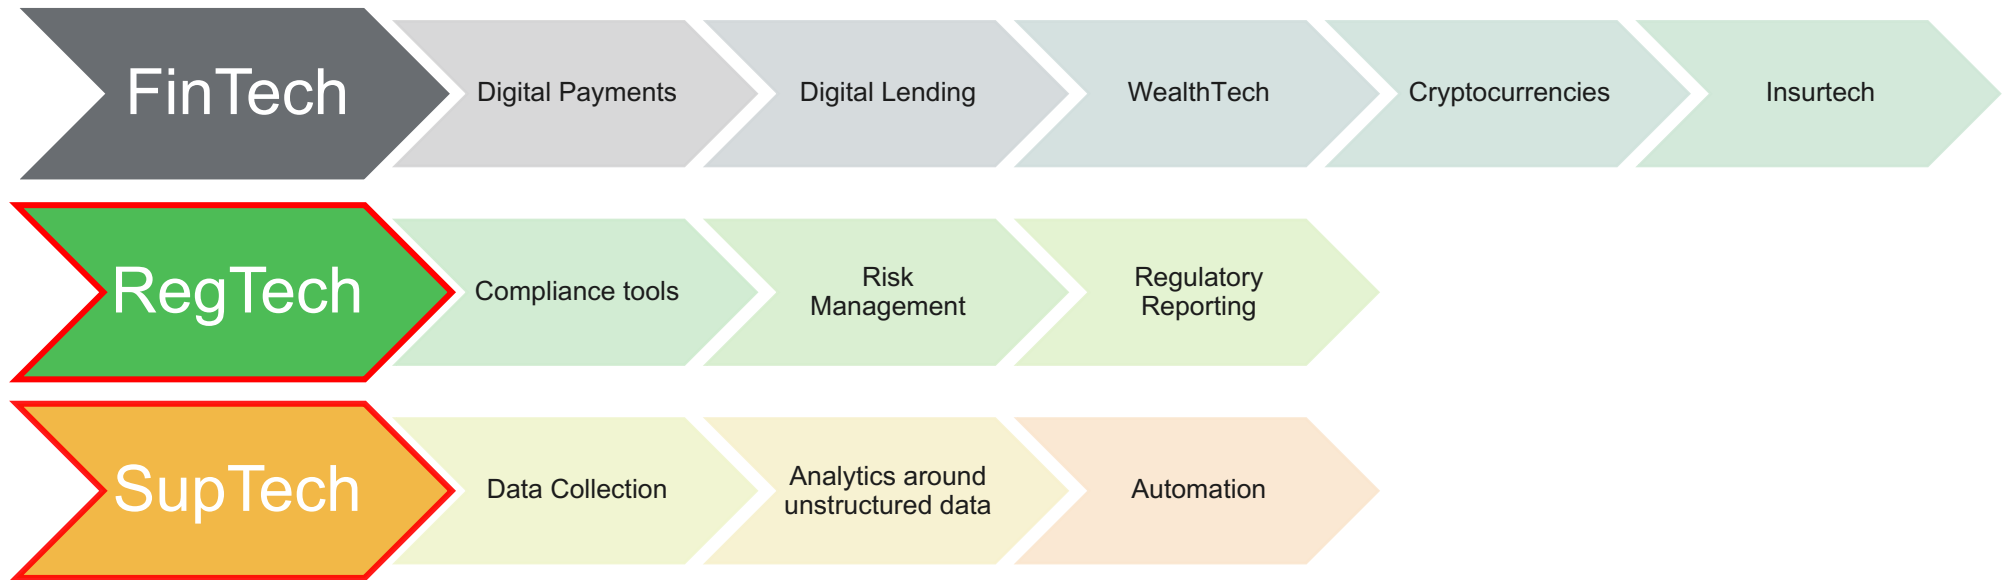 FinTech
Digital Payments
Digital Lending
WealthTech
Cryptocurrencies
Insurtech
RegTech
Compliance tools
Risk
Management
Regulatory
Reporting
SupTech
Data Collection
Analytics around
unstructured data
Automation